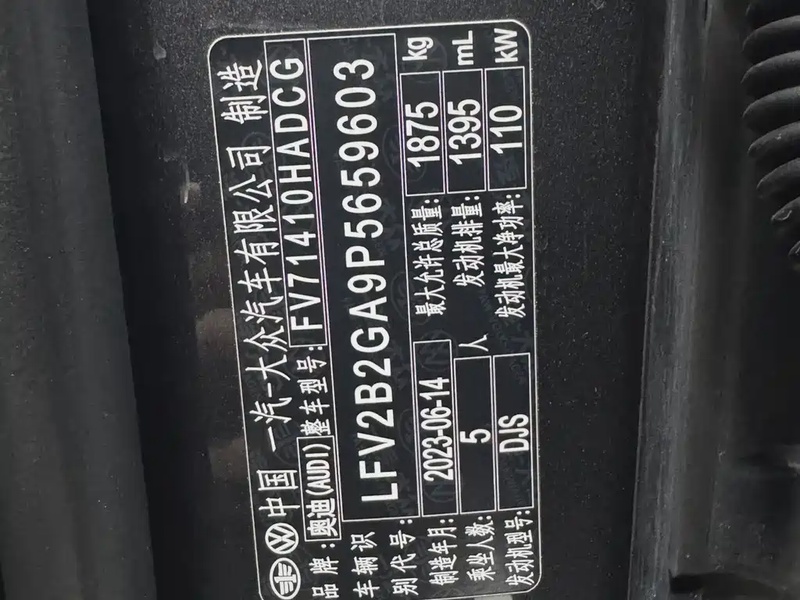 中国 一汽-大众汽车有限公司 制造
品牌:奥迪(AUDI) 整车型号:FV71410HADCG
车辆识别代号: LFV2B2GA9P5659603
制造年月: 2023-06-14 最大允许总质量: 1875 kg
乘坐人数: 5 人 发动机排量: 1395 mL
发动机型号: DJS 发动机最大净功率: 110 kW